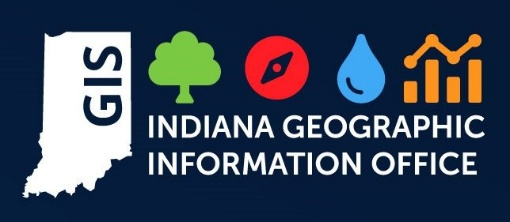 GIS
INDIANA GEOGRAPHIC
INFORMATION OFFICE